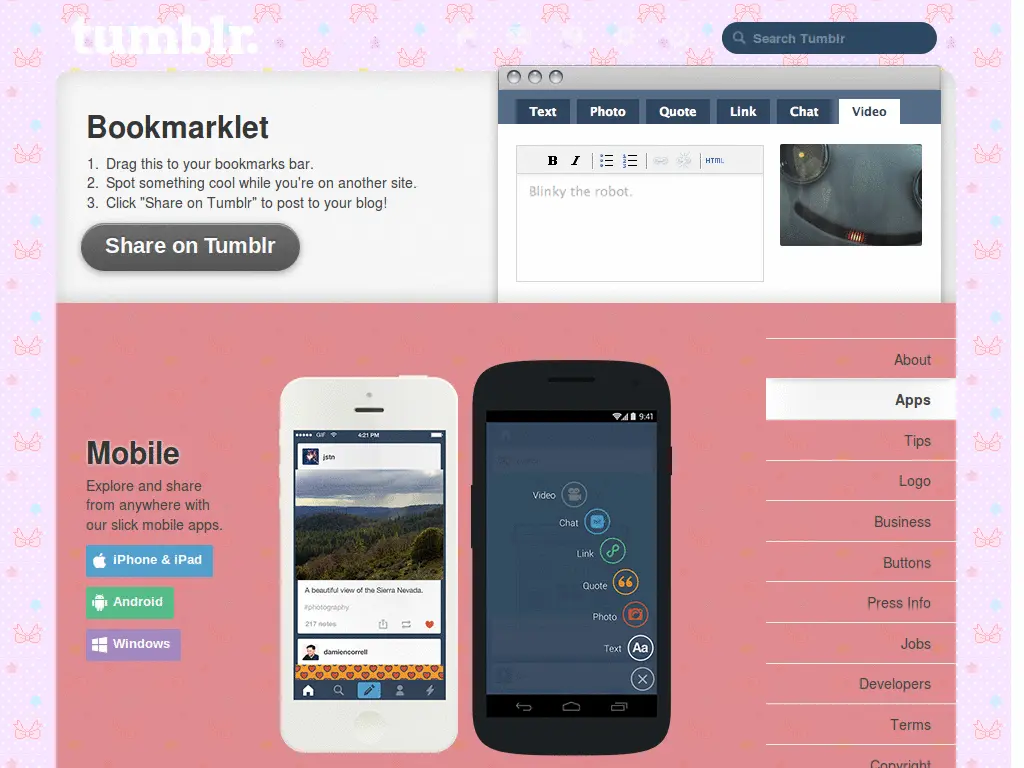 tumblr.
Search Tumblr
Bookmarklet
1. Drag this to your bookmarks bar.
2. Spot something cool while you're on another site.
3. Click "Share on Tumblr" to post to your blog!
Share on Tumblr
Text Photo Quote Link Chat Video
B I HTML
Blinky the robot.
Mobile
Explore and share
from anywhere with
our slick mobile apps.
iPhone & iPad
Android
Windows
GIF 4:21 PM
jstn
A beautiful view of the Sierra Nevada.
#photography
217 notes
damiencorrell
9:41
Video
Chat
Link
Quote
Photo
Text Aa
About
Apps
Tips
Logo
Business
Buttons
Press Info
Jobs
Developers
Terms
Copyright